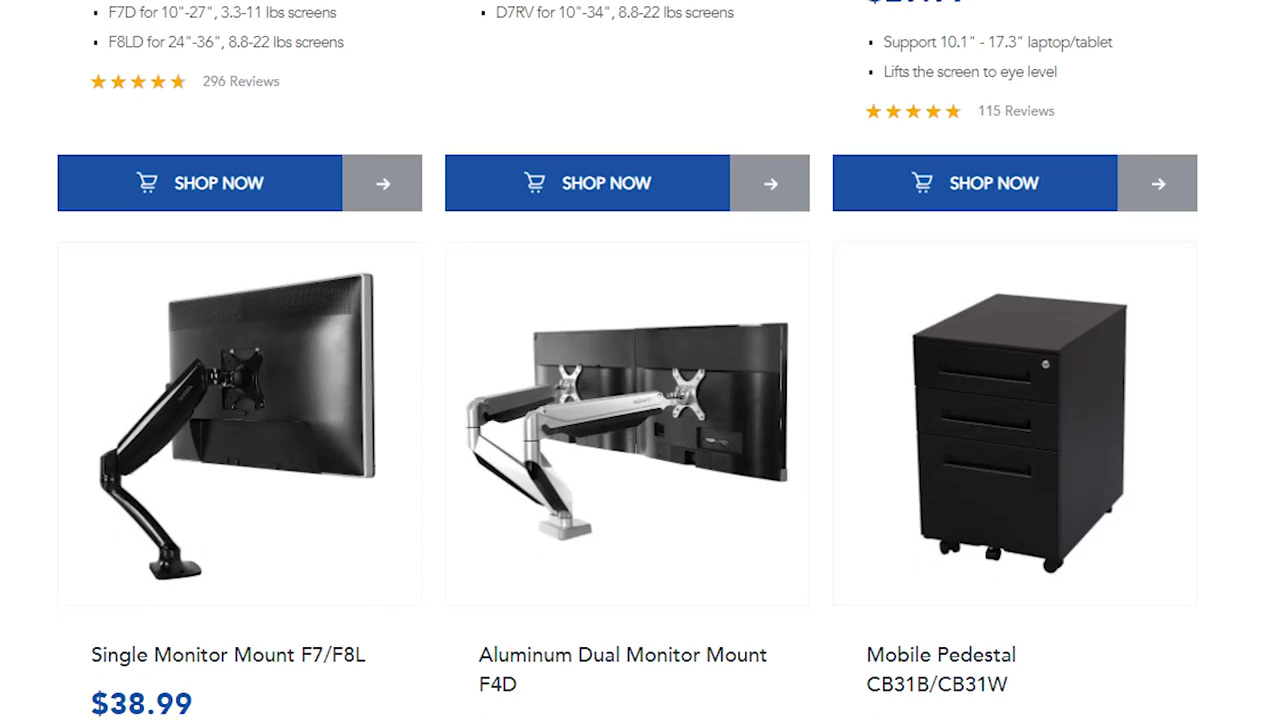 F7D for 10"-27", 3.3-11 lbs screens
F8LD for 24"-36", 8.8-22 lbs screens
296 Reviews
D7RV for 10"-34", 8.8-22 lbs screens
Support 10.1" - 17.3" laptop/tablet
Lifts the screen to eye level
115 Reviews
SHOP NOW
SHOP NOW
SHOP NOW
Single Monitor Mount F7/F8L
$38.99
Aluminum Dual Monitor Mount
F4D
Mobile Pedestal
CB31B/CB31W